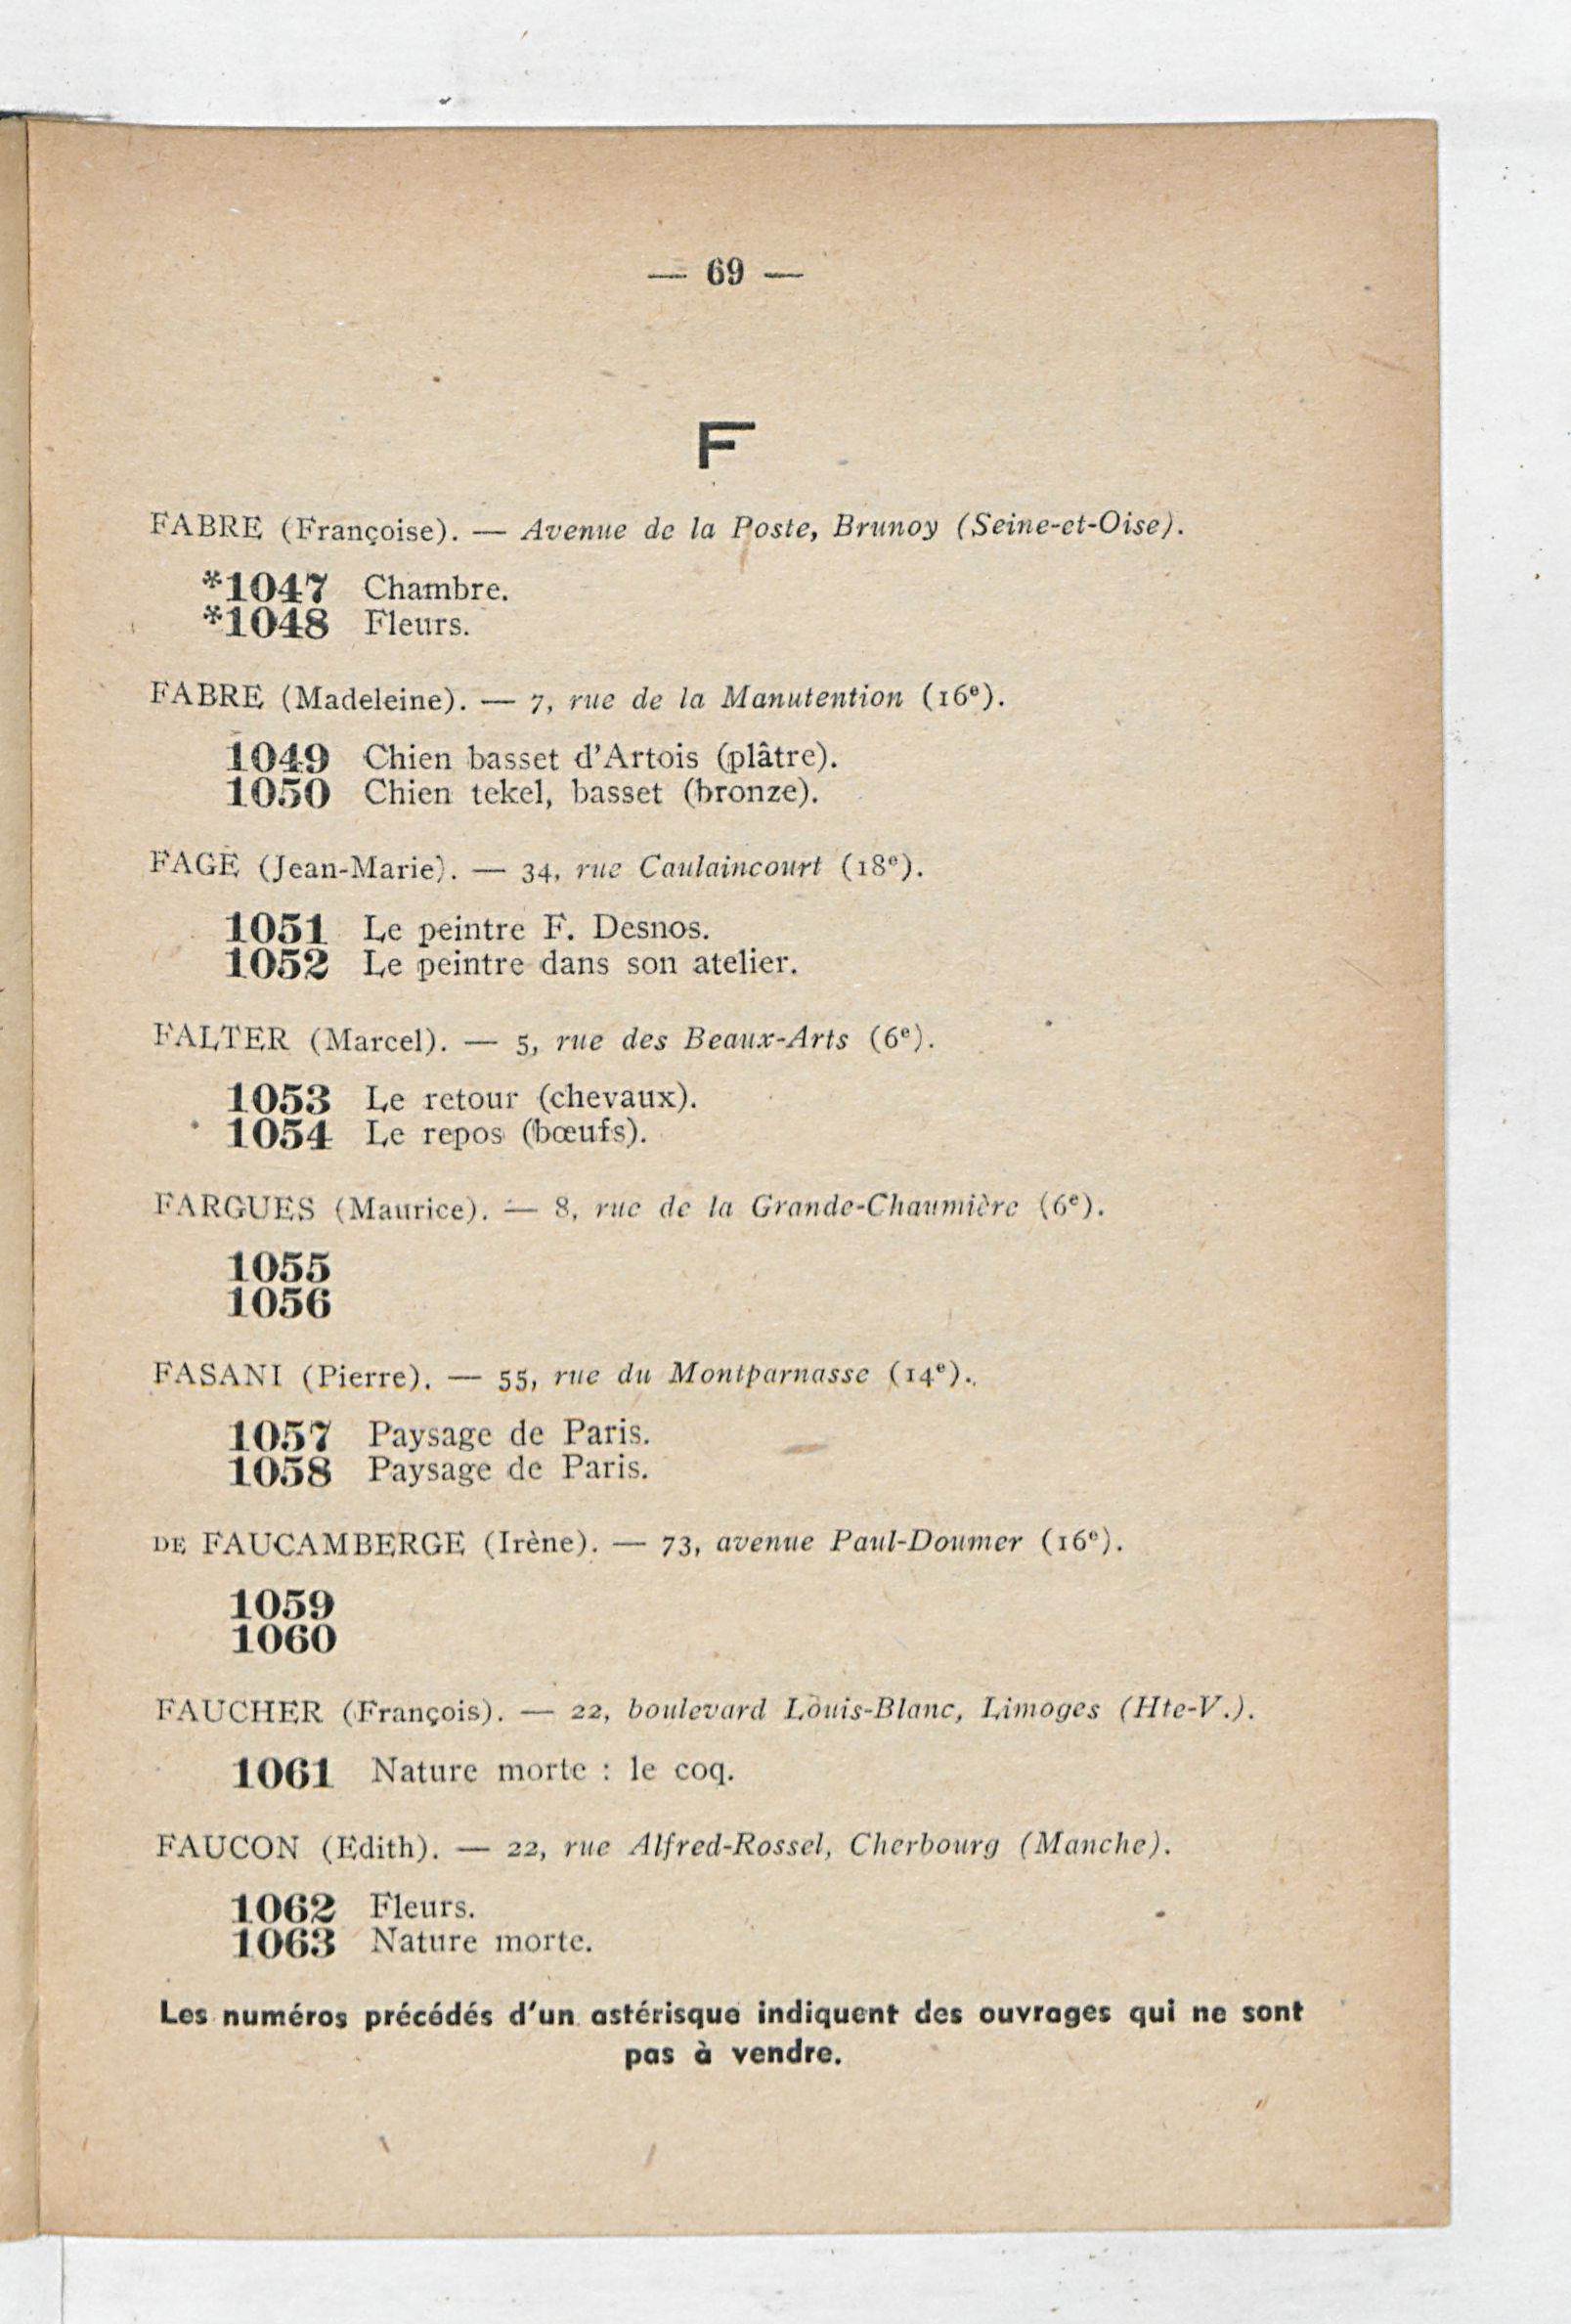 — 69 —
F
FABRE (Françoise). — Avenue de la Poste, Brunoy (Seine-et-Oise).
*1047 Chambre.
*1048 Fleurs.
FABRE (Madeleine). — 7, rue de la Manutention (16e).
1049 Chien basset d'Artois (plâtre).
1050 Chien tekel, basset (bronze).
FAGE (Jean-Marie). — 34, rue Caulaincourt (18e).
1051 Le peintre F. Desnos.
1052 Le peintre dans son atelier.
FALTER (Marcel). — 5, rue des Beaux-Arts (6e).
1053 Le retour (chevaux).
1054 Le repos (bœufs).
FARGUES (Maurice). — 8, rue de la Grande-Chaumière (6e).
1055
1056
FASANI (Pierre). — 55, rue du Montparnasse (14e).
1057 Paysage de Paris.
1058 Paysage de Paris.
DE FAUCAMBERGE (Irène). — 73, avenue Paul-Doumer (16e).
1059
1060
FAUCHER (François). — 22, boulevard Louis-Blanc, Limoges (Hte-V.).
1061 Nature morte : le coq.
FAUCON (Edith). — 22, rue Alfred-Rossel, Cherbourg (Manche).
1062 Fleurs.
1063 Nature morte.
Les numéros précédés d'un astérisque indiquent des ouvrages qui ne sont
pas à vendre.